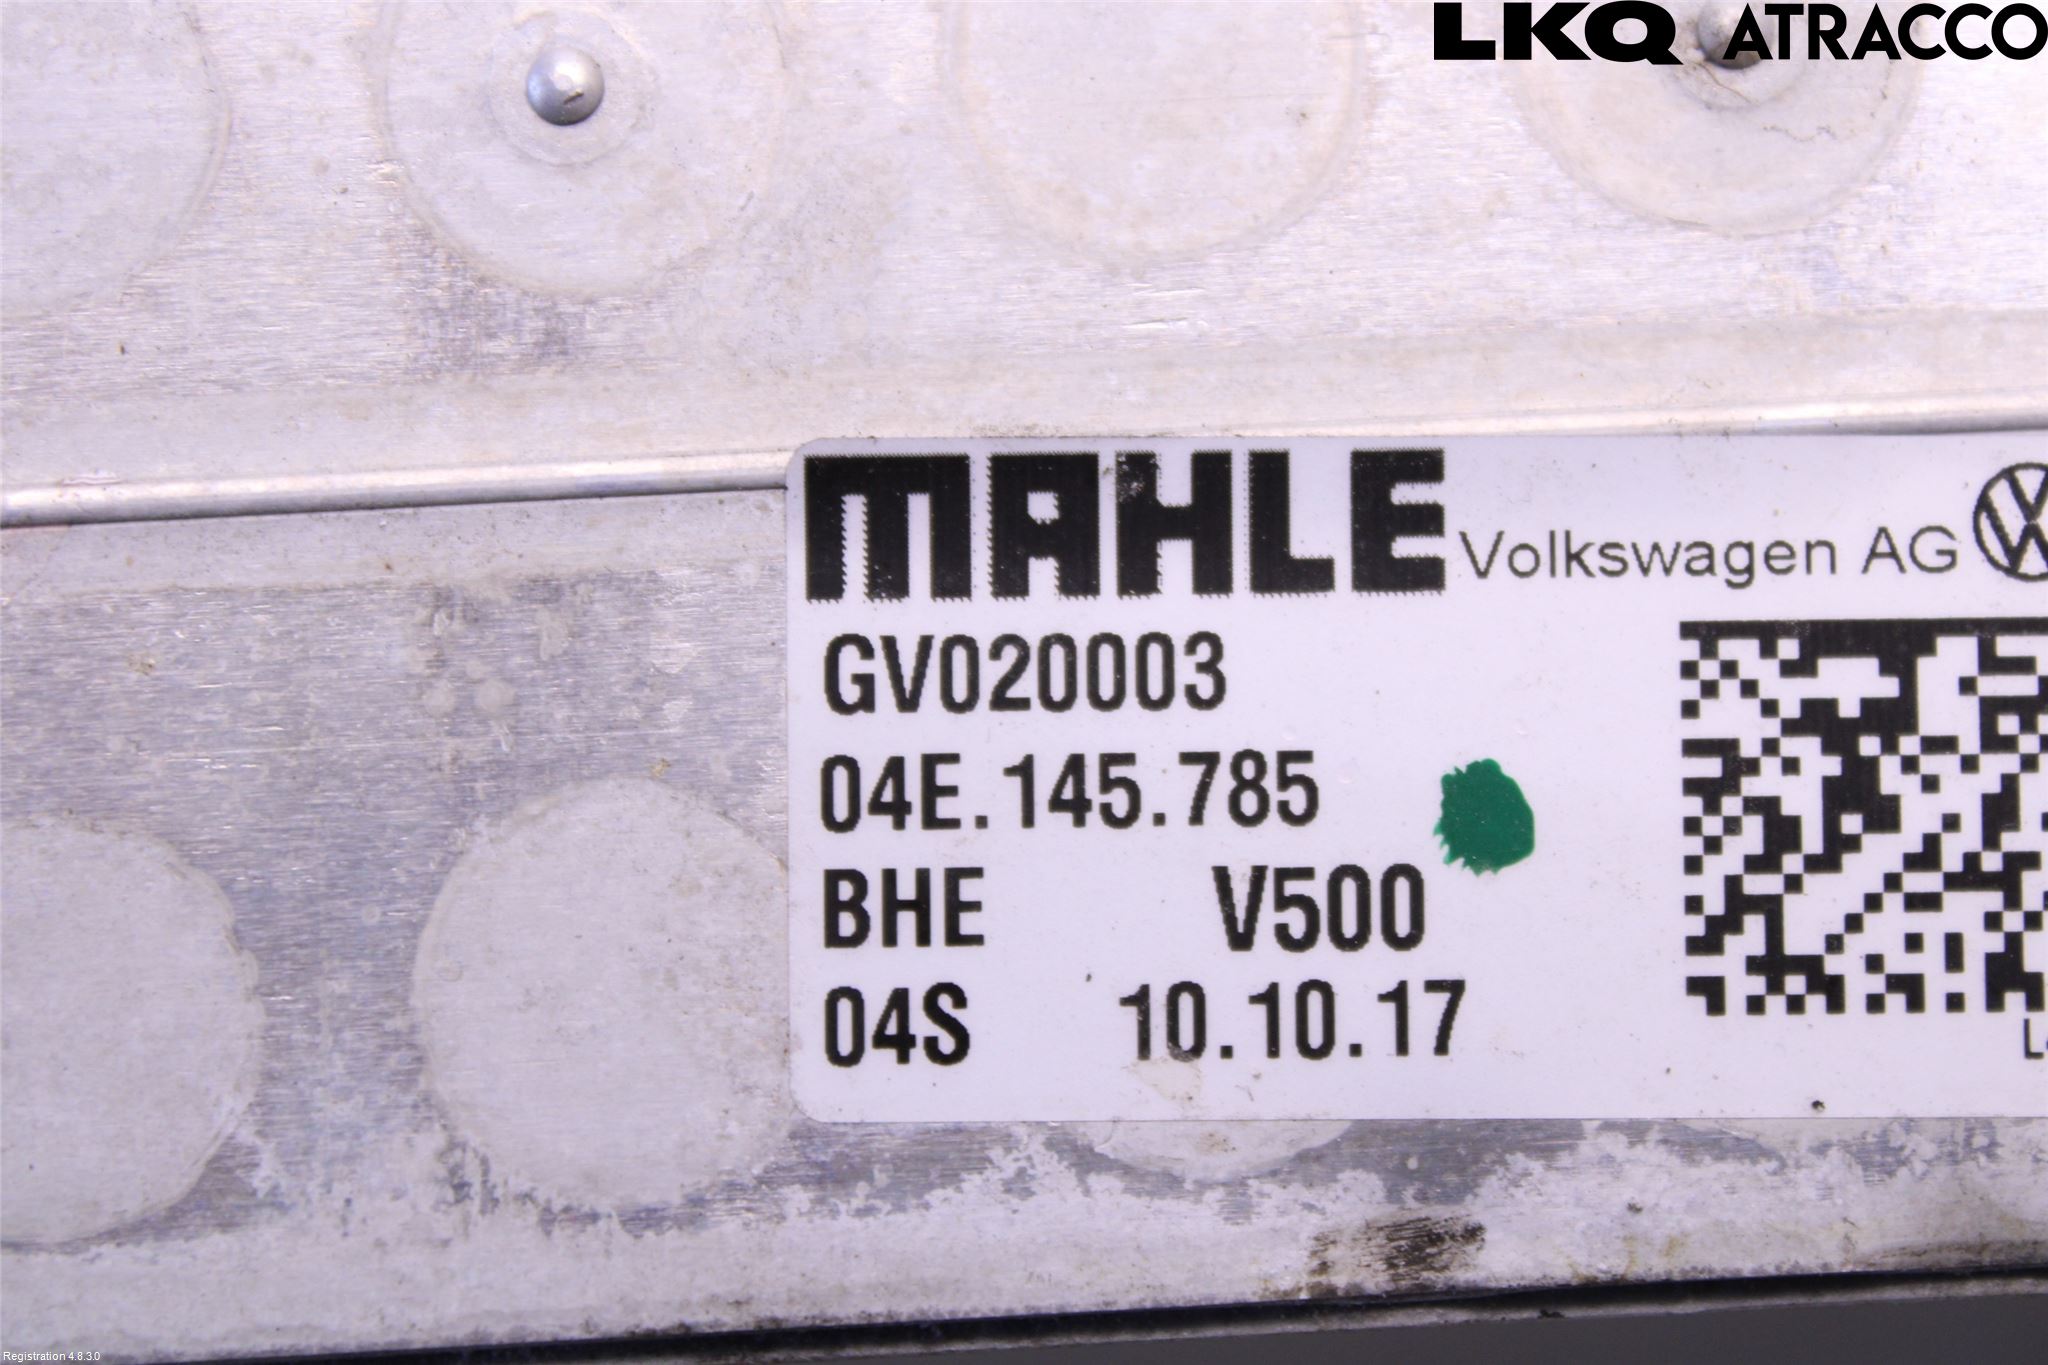 LKQ ATRACCO
MAHLE Volkswagen AG
GV020003
04E.145.785
BHE V500
04S 10.10.17
Registration 4.8.3.0